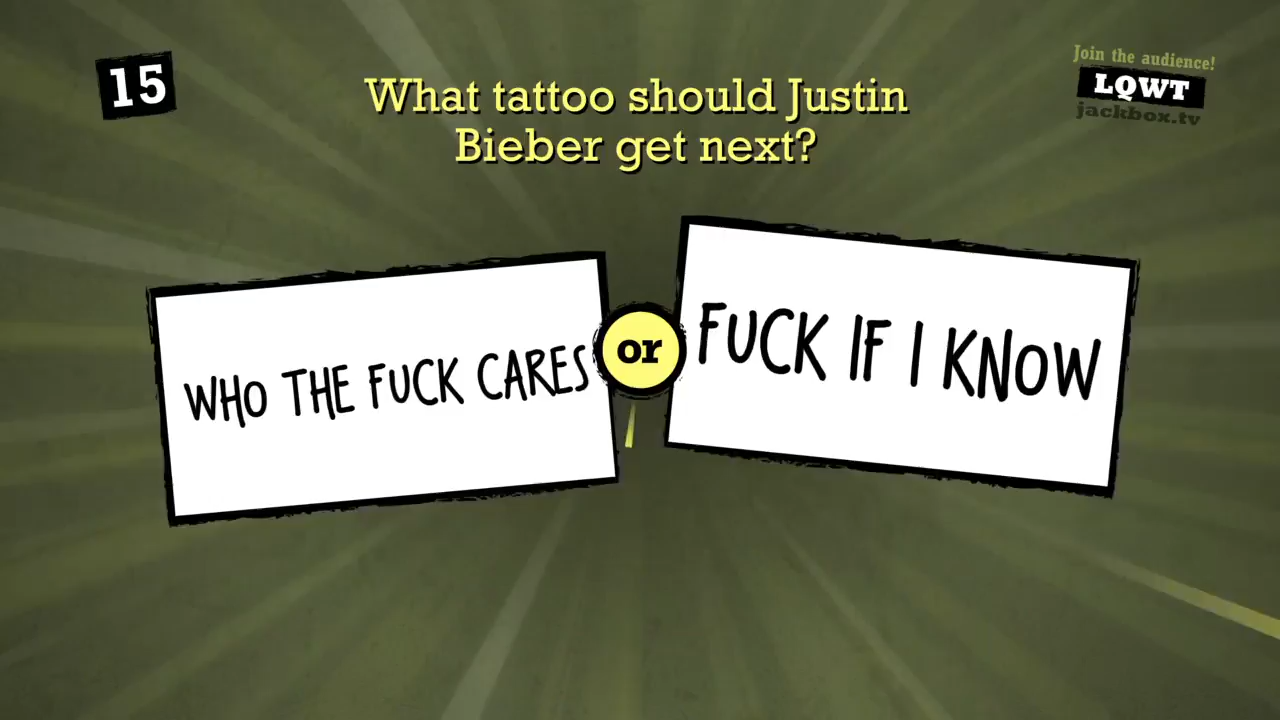 15
What tattoo should Justin
Bieber get next?
Join the audience!
LQWT
jackbox.tv
WHO THE FUCK CARES
or
FUCK IF I KNOW